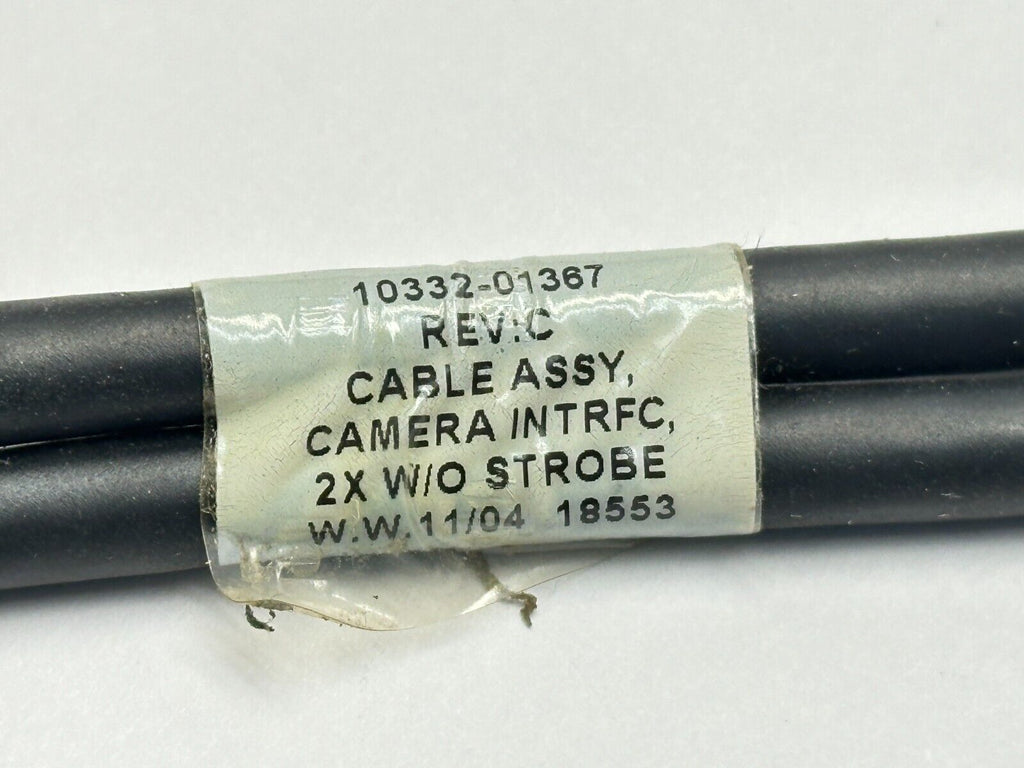 10332-01367
REV:C
CABLE ASSY,
CAMERA INTRFC,
2X W/O STROBE
W.W.11/04 18553